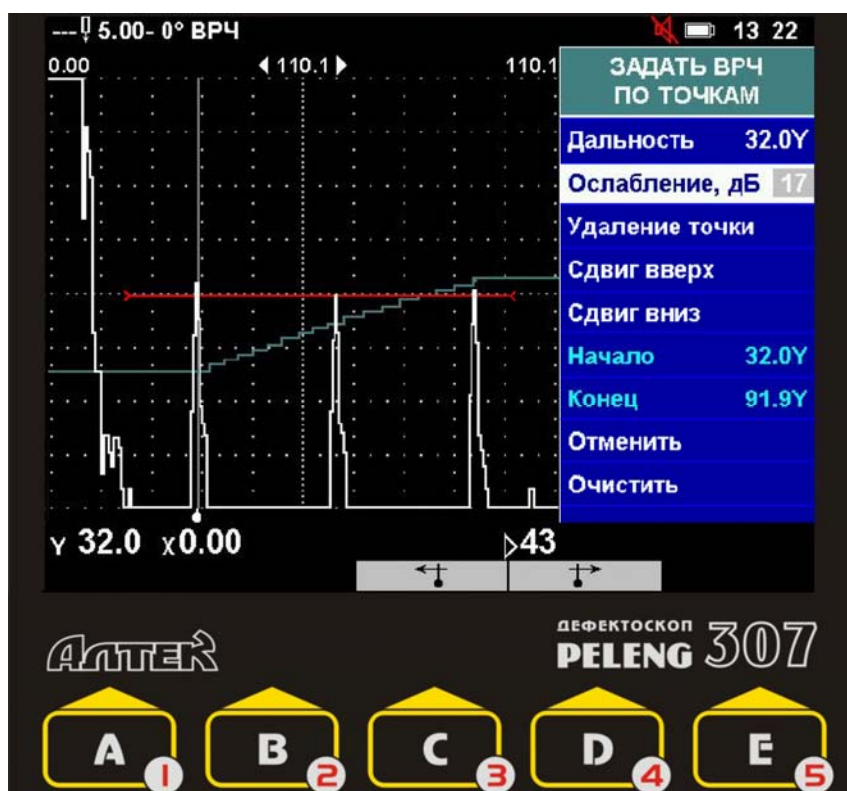 --- 5.00- 0° ВРЧ 13 22
0.00 110.1 110.1
ЗАДАТЬ ВРЧ
ПО ТОЧКАМ
Дальность 32.0Y
Ослабление, дБ 17
Удаление точки
Сдвиг вверх
Сдвиг вниз
Начало 32.0Y
Конец 91.9Y
Отменить
Очистить
Y 32.0 X0.00 43
АЛТЕК
ДЕФЕКТОСКОП
PELENG 307
A 1 B 2 C 3 D 4 E 5